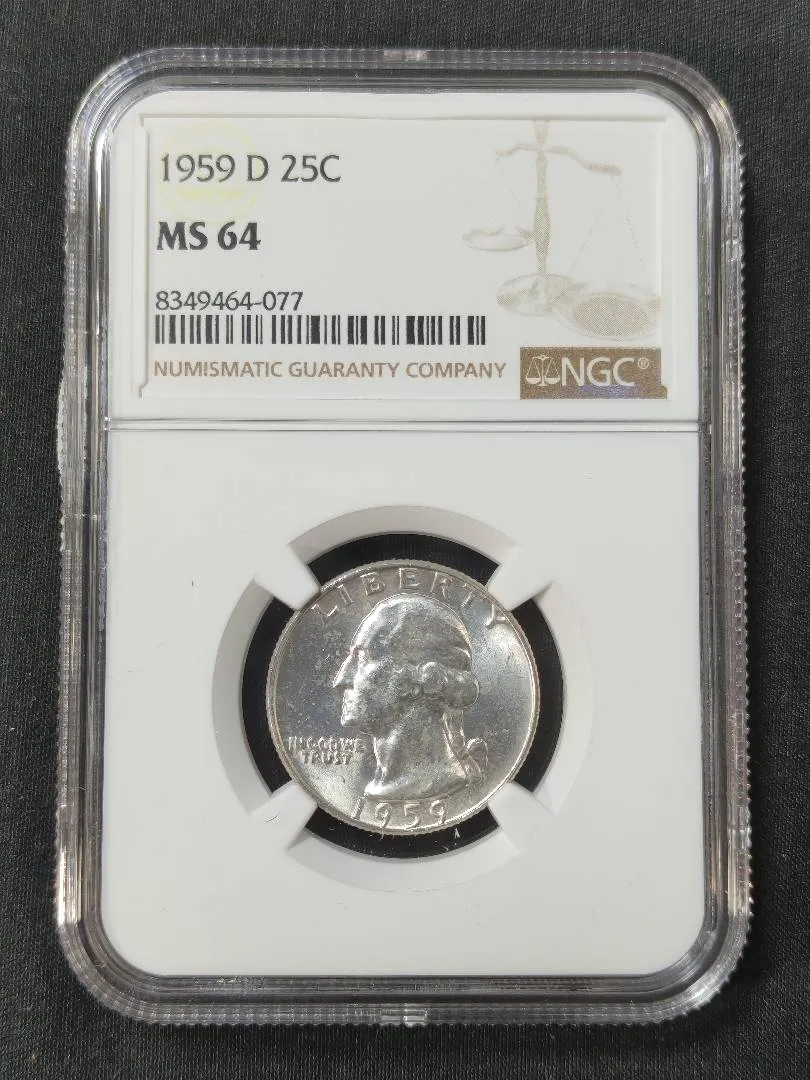 1959 D 25C
MS 64
8349464-077
NUMISMATIC GUARANTY COMPANY
NGC®
LIBERTY
IN GOD WE
TRUST
1959